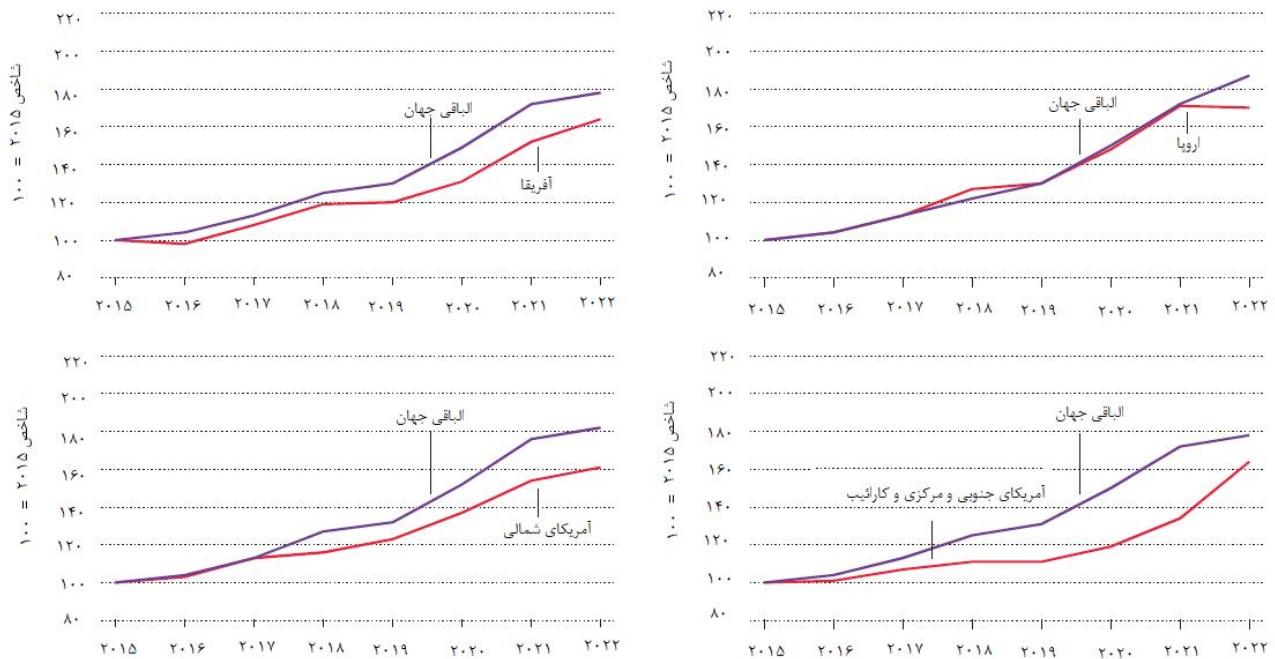 شاخص ۲۰۱۵ = ۱۰۰
۲۲۰
۲۰۰
۱۸۰
۱۶۰
۱۴۰
۱۲۰
۱۰۰
۸۰
الباقی جهان
آفریقا
۲۰۱۵ ۲۰۱۶ ۲۰۱۷ ۲۰۱۸ ۲۰۱۹ ۲۰۲۰ ۲۰۲۱ ۲۰۲۲
شاخص ۲۰۱۵ = ۱۰۰
۲۲۰
۲۰۰
۱۸۰
۱۶۰
۱۴۰
۱۲۰
۱۰۰
۸۰
الباقی جهان
اروپا
۲۰۱۵ ۲۰۱۶ ۲۰۱۷ ۲۰۱۸ ۲۰۱۹ ۲۰۲۰ ۲۰۲۱ ۲۰۲۲
شاخص ۲۰۱۵ = ۱۰۰
۲۲۰
۲۰۰
۱۸۰
۱۶۰
۱۴۰
۱۲۰
۱۰۰
۸۰
الباقی جهان
آمریکای شمالی
۲۰۱۵ ۲۰۱۶ ۲۰۱۷ ۲۰۱۸ ۲۰۱۹ ۲۰۲۰ ۲۰۲۱ ۲۰۲۲
شاخص ۲۰۱۵ = ۱۰۰
۲۲۰
۲۰۰
۱۸۰
۱۶۰
۱۴۰
۱۲۰
۱۰۰
۸۰
الباقی جهان
آمریکای جنوبی و مرکزی و کارائیب
۲۰۱۵ ۲۰۱۶ ۲۰۱۷ ۲۰۱۸ ۲۰۱۹ ۲۰۲۰ ۲۰۲۱ ۲۰۲۲